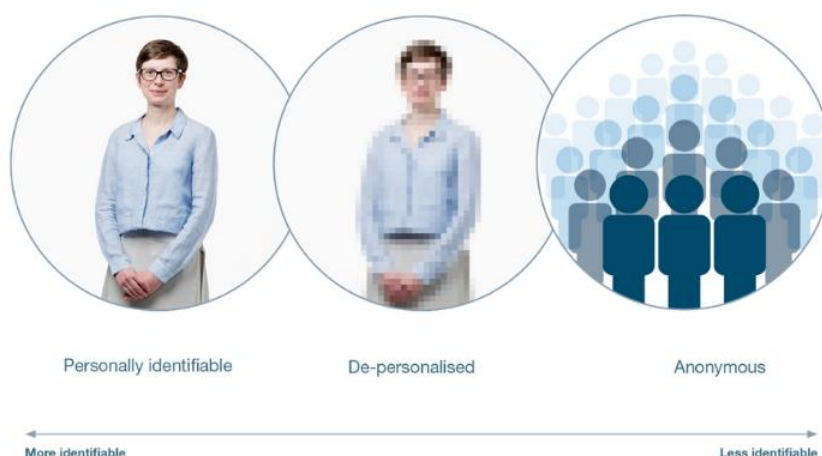 Personally identifiable
De-personalised
Anonymous
More identifiable
Less identifiable